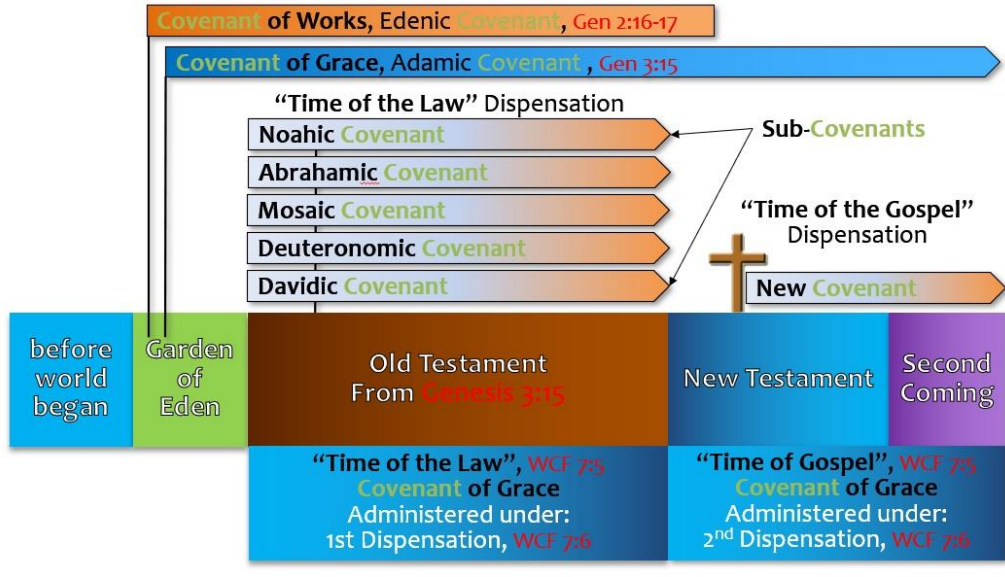 Covenant of Works, Edenic Covenant, Gen 2:16-17
Covenant of Grace, Adamic Covenant , Gen 3:15
“Time of the Law” Dispensation
Noahic Covenant
Sub-Covenants
Abrahamic Covenant
Mosaic Covenant
“Time of the Gospel”
Dispensation
Deuteronomic Covenant
Davidic Covenant
New Covenant
before
world
began
Garden
of
Eden
Old Testament
From Genesis 3:15
New Testament
Second
Coming
“Time of the Law”, WCF 7:5
Covenant of Grace
Administered under:
1st Dispensation, WCF 7:6
“Time of Gospel”, WCF 7:5
Covenant of Grace
Administered under:
2nd Dispensation, WCF 7:6